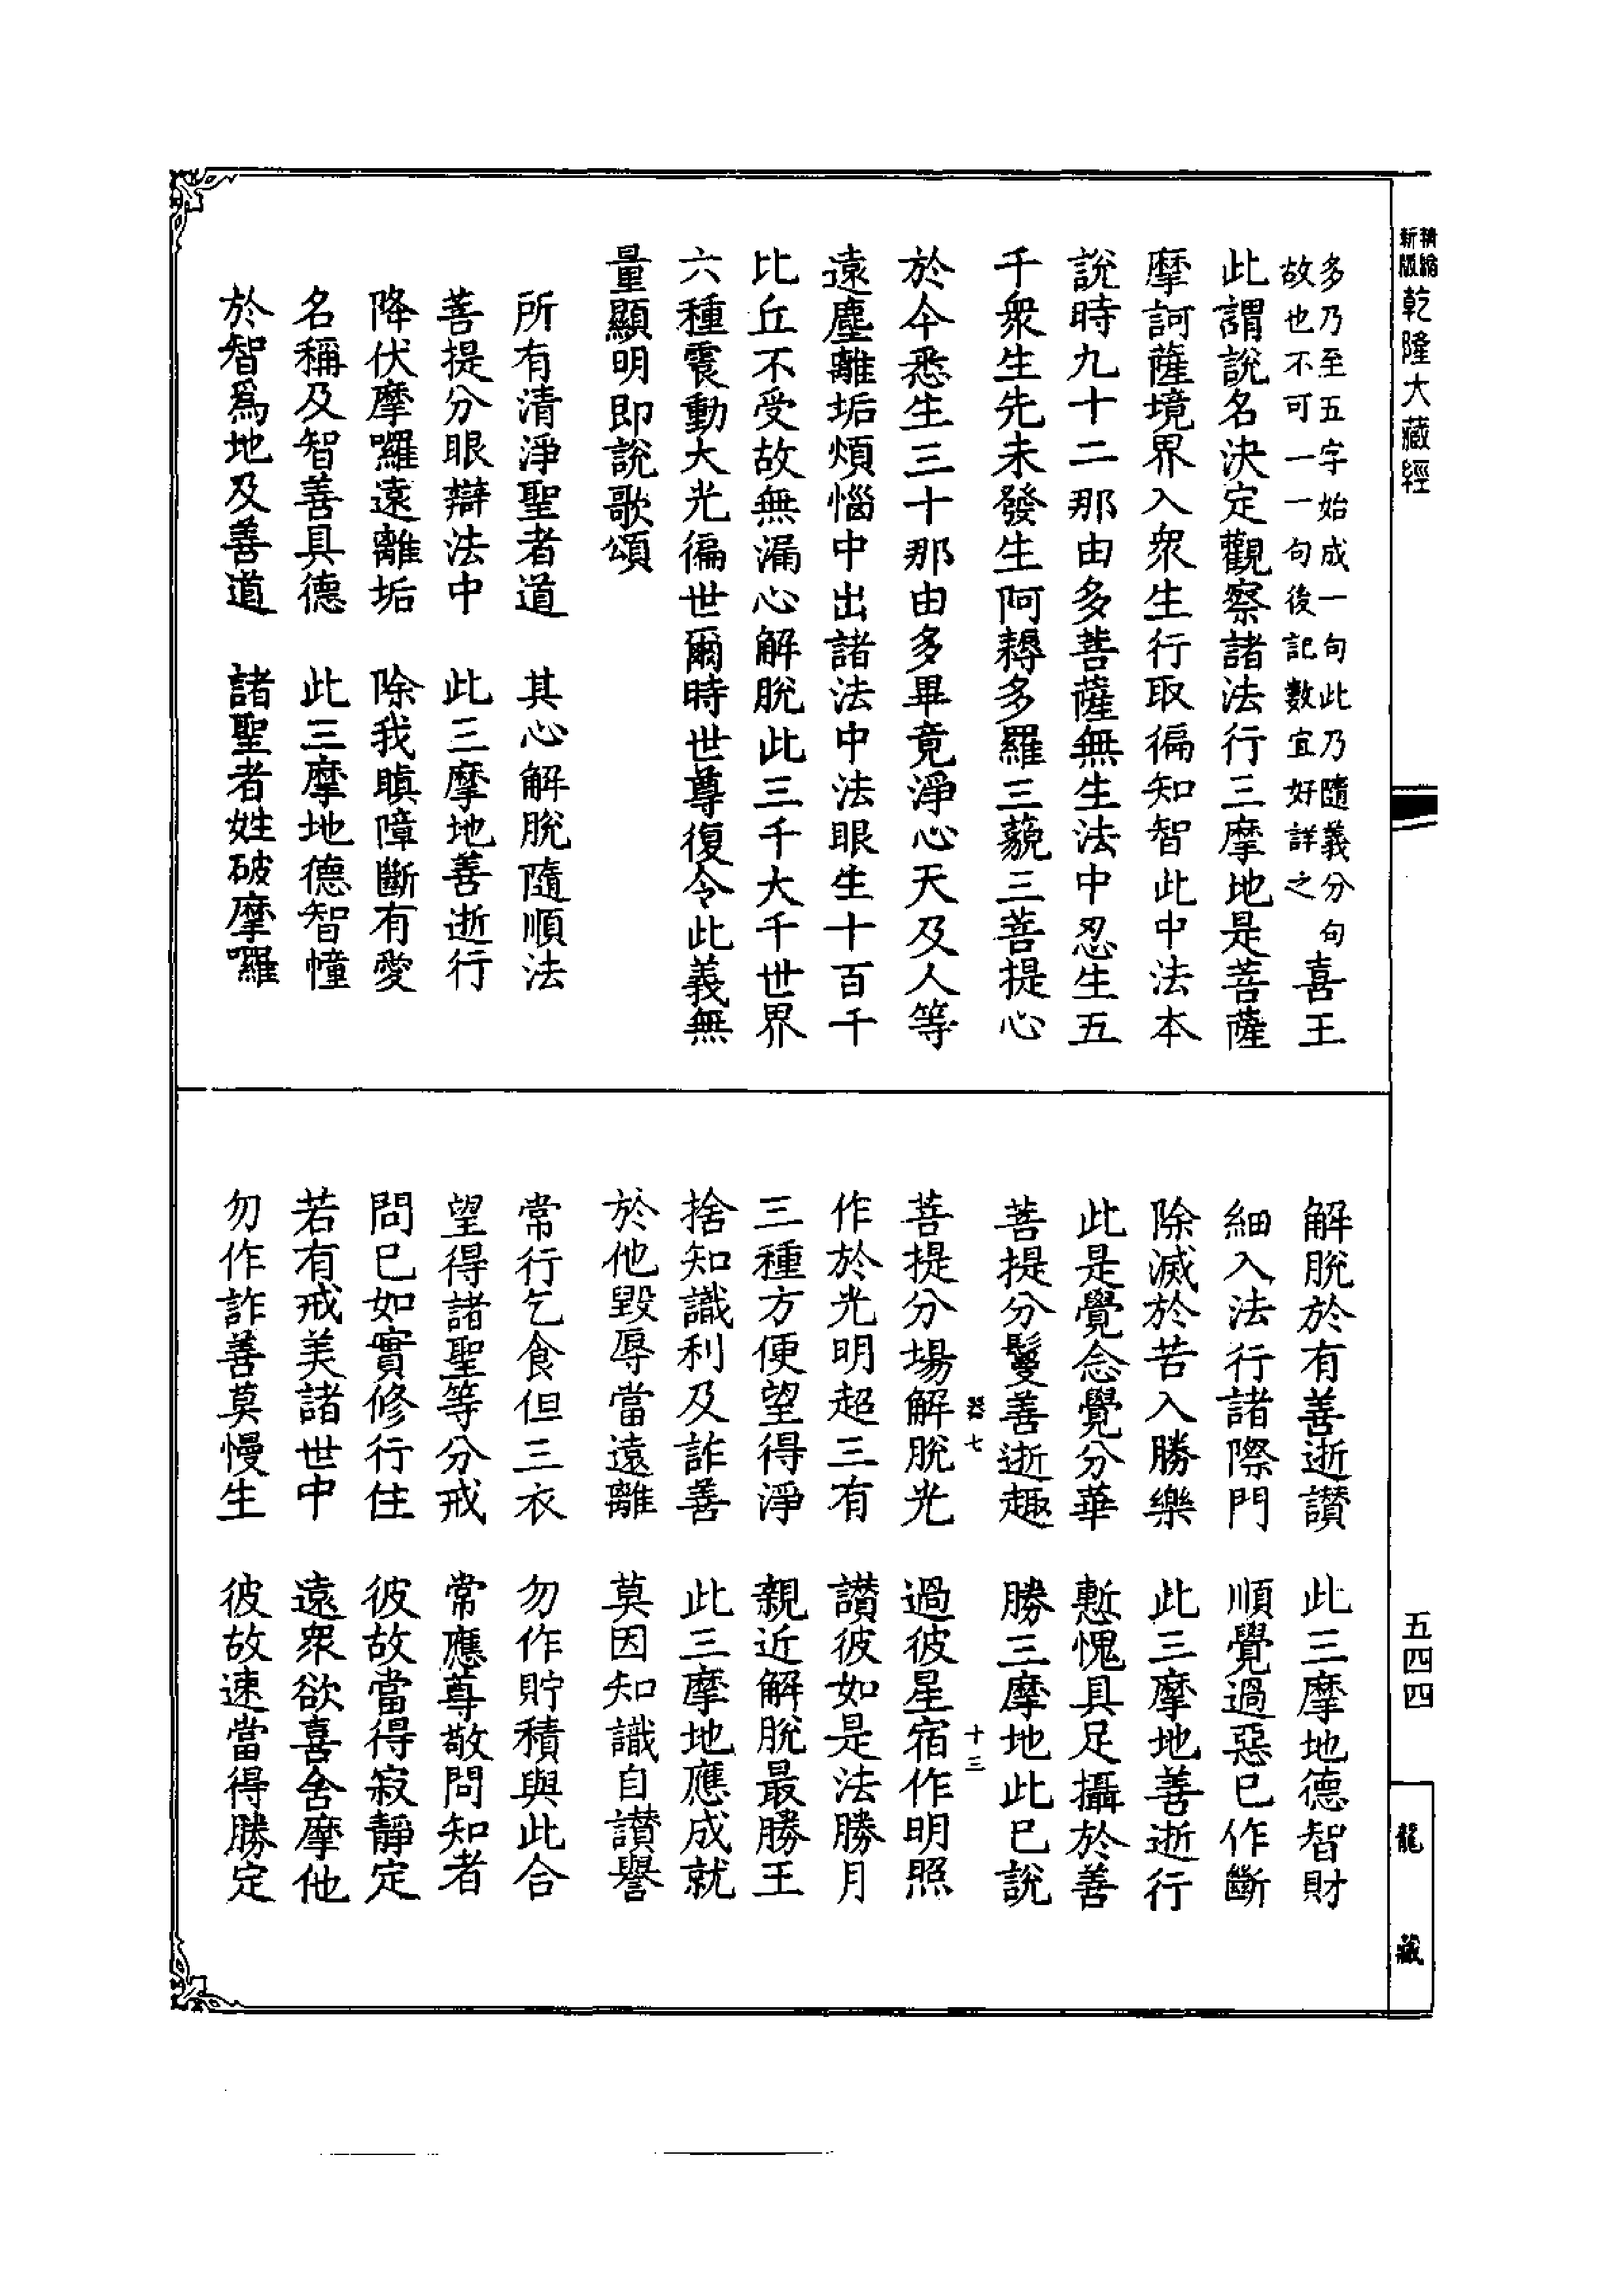 精縮
新版
乾隆大藏經
多乃至五字始成一句此乃隨義分句
故也不可一一句後記數宜好詳之
喜王
此謂說名決定觀察諸法行三摩地是菩薩
摩訶薩境界入衆生行取徧知智此中法本
說時九十二那由多菩薩無生法中忍生五
千衆生先未發生阿耨多羅三藐三菩提心
於今悉生三十那由多畢竟淨心天及人等
遠塵離垢煩惱中出諸法中法眼生十百千
比丘不受故無漏心解脫此三千大千世界
六種震動大光徧世爾時世尊復令此義無
量顯明即說歌頌
所有清淨聖者道　其心解脫隨順法
菩提分眼辯法中　此三摩地善逝行
降伏摩囉遠離垢　除我瞋障斷有愛
名稱及智善具德　此三摩地德智幢
於智爲地及善道　諸聖者姓破摩囉
解脫於有善逝讚　此三摩地德智財
細入法行諸際門　順覺過惡已作斷
除滅於苦入勝樂　此三摩地善逝行
此是覺念覺分華　慙愧具足攝於善
菩提分鬘善逝趣　勝三摩地此已說
七　十三
菩提分場解脫光　過彼星宿作明照
作於光明超三有　讚彼如是法勝月
三種方便望得淨　親近解脫最勝王
捨知識利及詐善　此三摩地應成就
於他毀辱當遠離　莫因知識自讃譽
常行乞食但三衣　勿作貯積與此合
望得諸聖等分戒　常應尊敬問知者
問已如實修行住　彼故當得寂靜定
若有戒美諸世中　遠衆欲喜舍摩他
勿作詐善莫慢生　彼故速當得勝定
五四四
龍藏